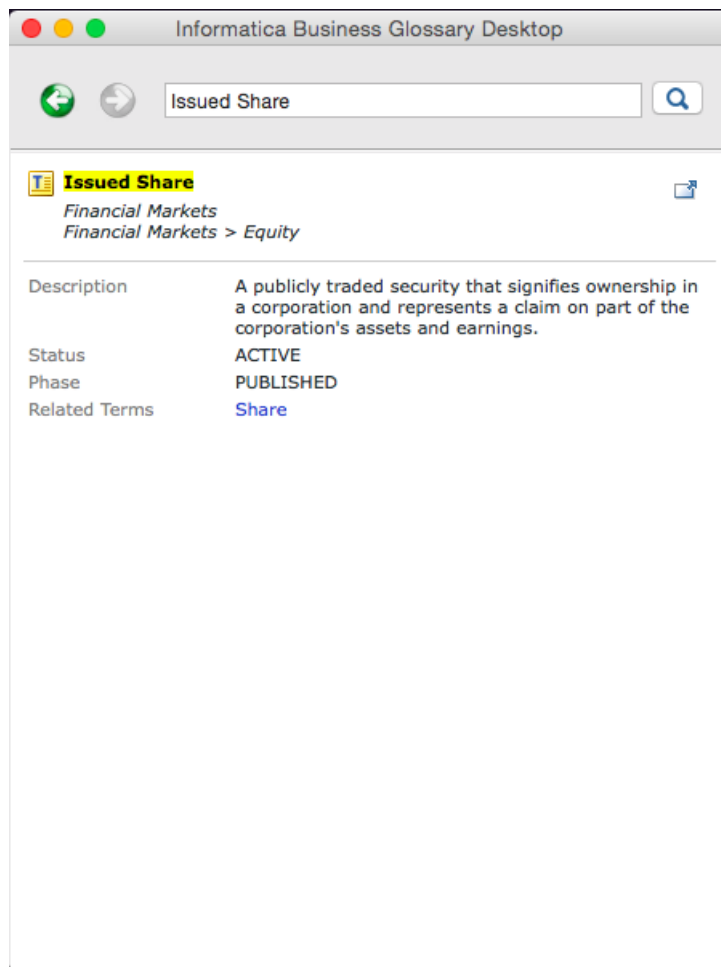 Informatica Business Glossary Desktop
Issued Share
Issued Share
Financial Markets
Financial Markets > Equity
Description A publicly traded security that signifies ownership in
a corporation and represents a claim on part of the
corporation's assets and earnings.
Status ACTIVE
Phase PUBLISHED
Related Terms Share